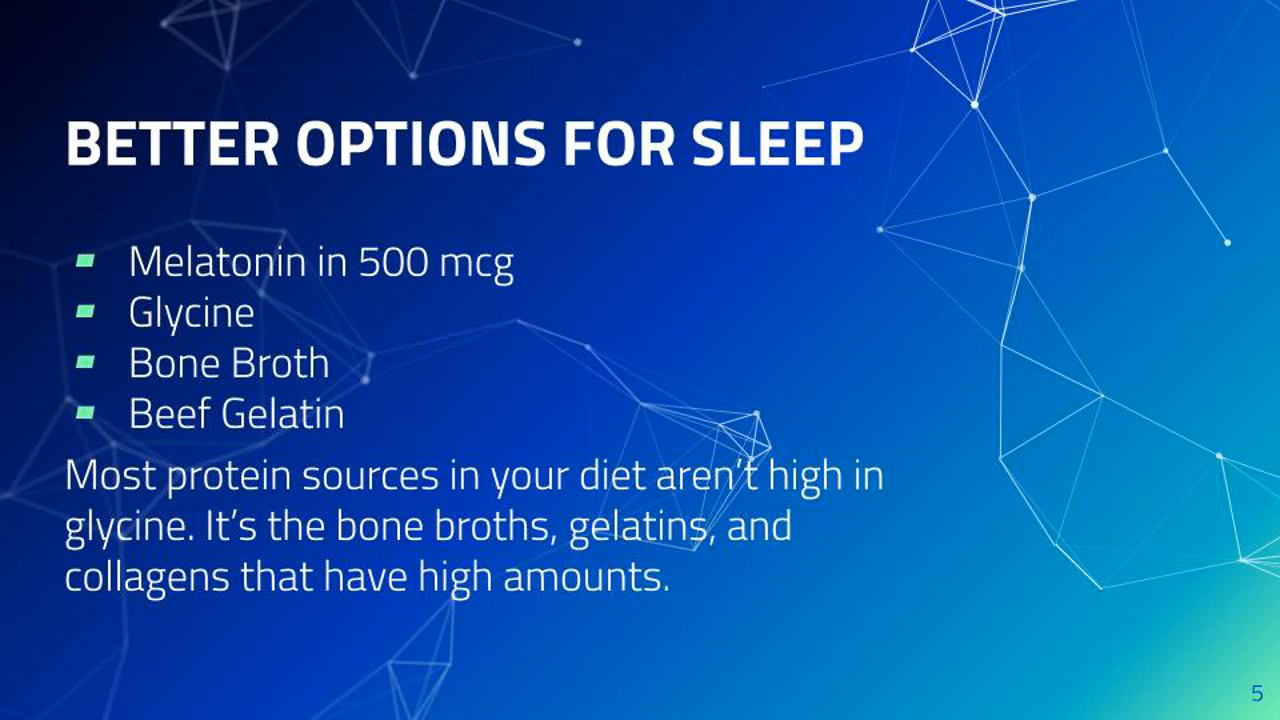 BETTER OPTIONS FOR SLEEP
Melatonin in 500 mcg
Glycine
Bone Broth
Beef Gelatin
Most protein sources in your diet aren’t high in
glycine. It’s the bone broths, gelatins, and
collagens that have high amounts.
5